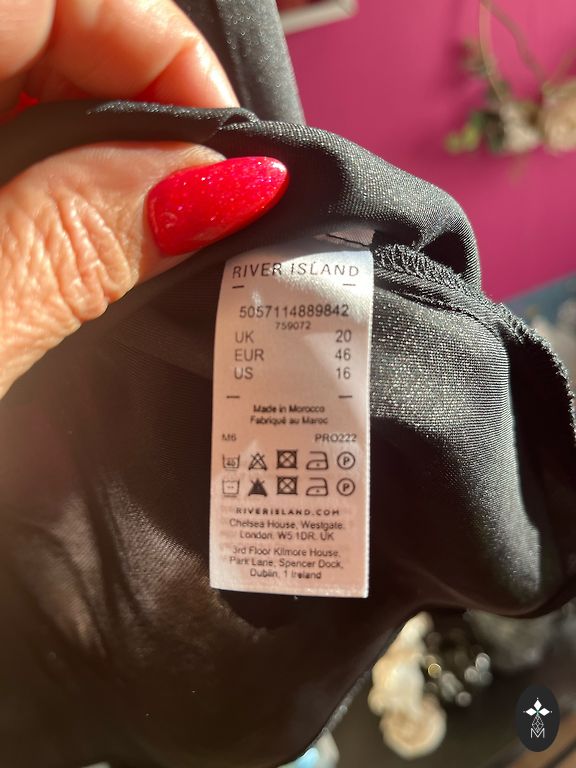 RIVER ISLAND
5057114889842
759072
UK 20
EUR 46
US 16
Made in Morocco
Fabriqué au Maroc
M6 PRO222
40 P
P
RIVERISLAND.COM
Chelsea House, Westgate,
London. W5 1DR. UK
3rd Floor Kilmore House,
Park Lane, Spencer Dock,
Dublin, 1 Ireland
M